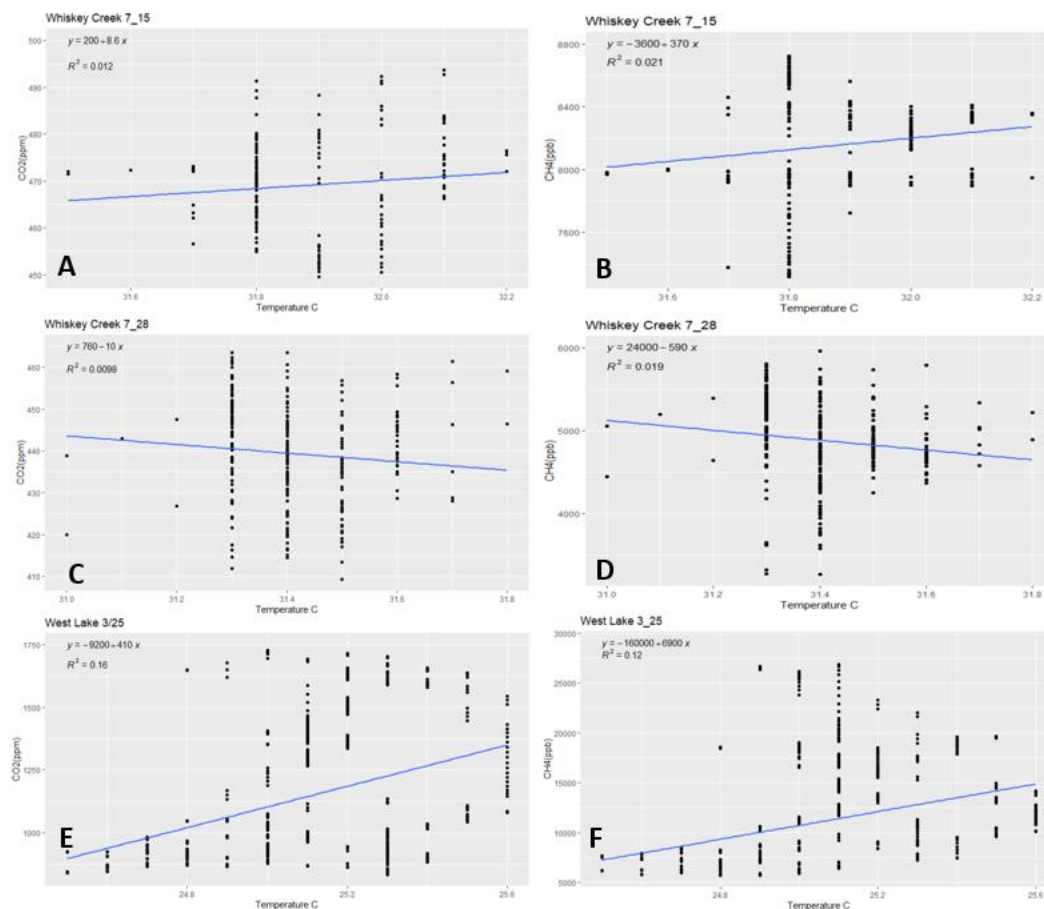 Whiskey Creek 7_15
y = 200+8.6 x
R² = 0.012
500
490
480
470
460
450
CO2(ppm)
31.6
31.8
32.0
32.2
Temperature C
A
Whiskey Creek 7_15
y = −3600+370 x
R² = 0.021
8800
8400
8000
7600
CH4(ppb)
31.6
31.8
32.0
32.2
Temperature C
B
Whiskey Creek 7_28
y = 760−10 x
R² = 0.0098
460
450
440
430
420
410
CO2(ppm)
31.0
31.2
31.4
31.6
31.8
Temperature C
C
Whiskey Creek 7_28
y = 24000−590 x
R² = 0.019
6000
5000
4000
CH4(ppb)
31.0
31.2
31.4
31.6
31.8
Temperature C
D
West Lake 3/25
y = −9200+410 x
R² = 0.16
1750
1500
1250
1000
CO2(ppm)
24.8
25.2
25.6
Temperature C
E
West Lake 3_25
y = −160000+6900 x
R² = 0.12
30000
25000
20000
15000
10000
5000
CH4(ppb)
24.8
25.2
25.6
Temperature C
F